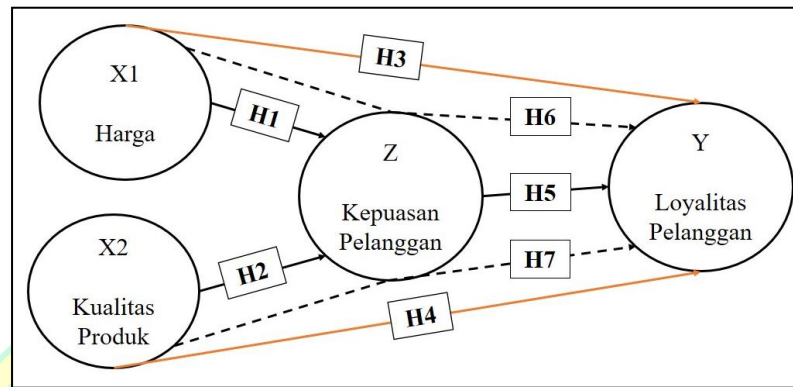 X1
Harga
H1
H3
X2
Kualitas
Produk
H2
Z
Kepuasan
Pelanggan
H6
H5
H7
H4
Y
Loyalitas
Pelanggan